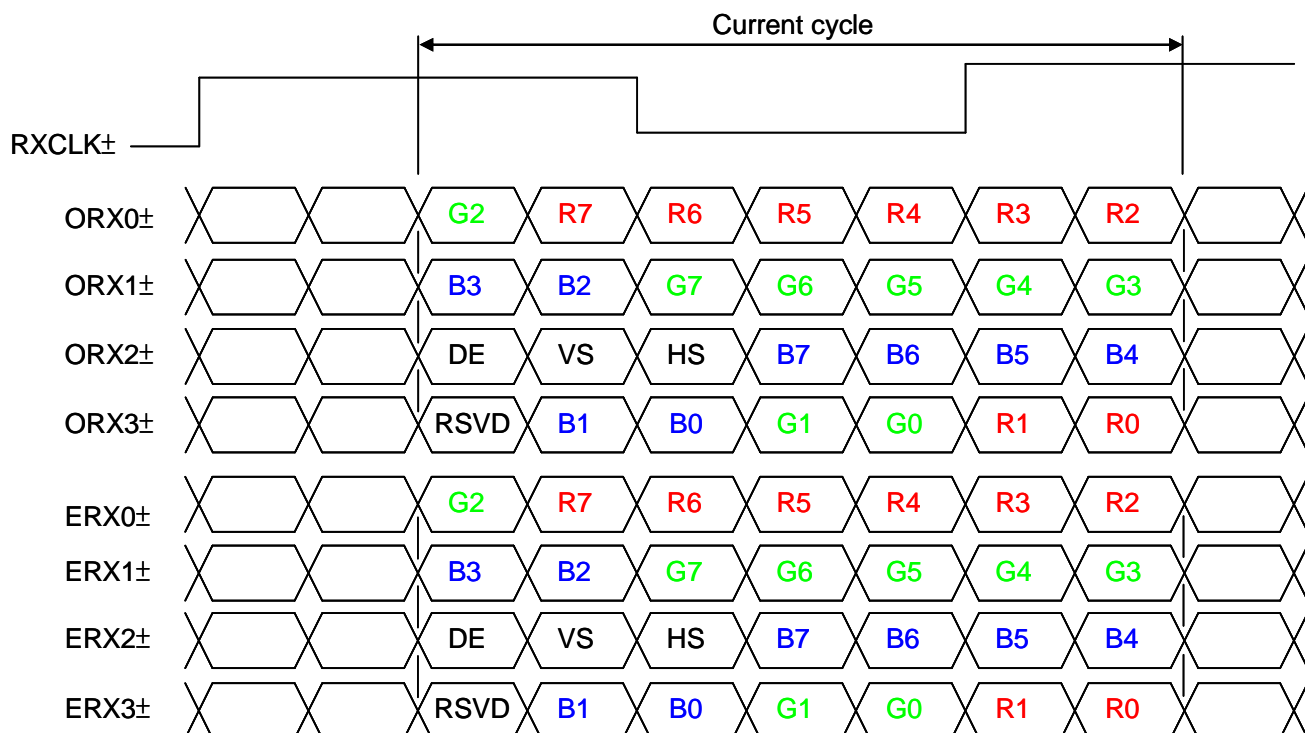 Current cycle
RXCLK±
ORX0± G2 R7 R6 R5 R4 R3 R2
ORX1± B3 B2 G7 G6 G5 G4 G3
ORX2± DE VS HS B7 B6 B5 B4
ORX3± RSVD B1 B0 G1 G0 R1 R0
ERX0± G2 R7 R6 R5 R4 R3 R2
ERX1± B3 B2 G7 G6 G5 G4 G3
ERX2± DE VS HS B7 B6 B5 B4
ERX3± RSVD B1 B0 G1 G0 R1 R0